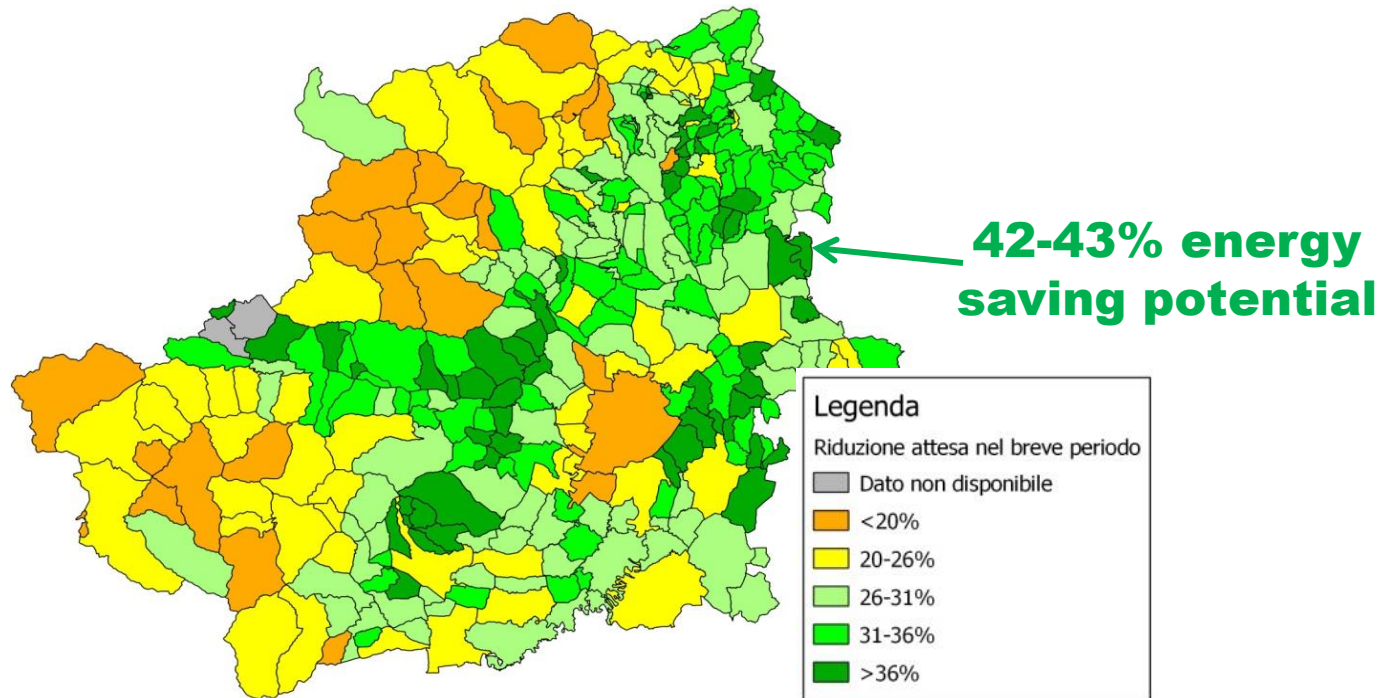 42-43% energy
saving potential
Legenda
Riduzione attesa nel breve periodo
Dato non disponibile
<20%
20-26%
26-31%
31-36%
>36%